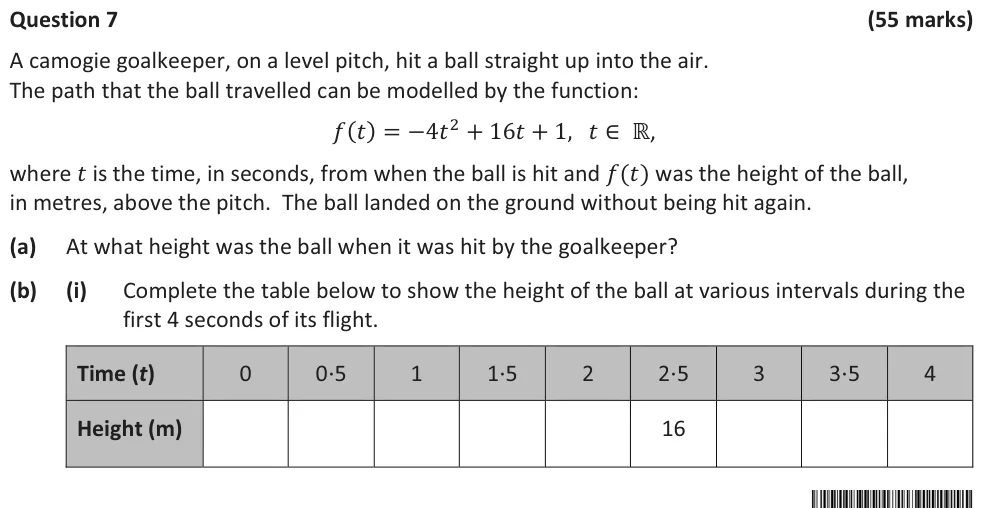 Question 7 (55 marks)
A camogie goalkeeper, on a level pitch, hit a ball straight up into the air.
The path that the ball travelled can be modelled by the function:
f(t) = −4t² + 16t + 1, t ∈ ℝ,
where t is the time, in seconds, from when the ball is hit and f(t) was the height of the ball,
in metres, above the pitch. The ball landed on the ground without being hit again.
(a) At what height was the ball when it was hit by the goalkeeper?
(b) (i) Complete the table below to show the height of the ball at various intervals during the
first 4 seconds of its flight.
Time (t) 0 0·5 1 1·5 2 2·5 3 3·5 4
Height (m) 16